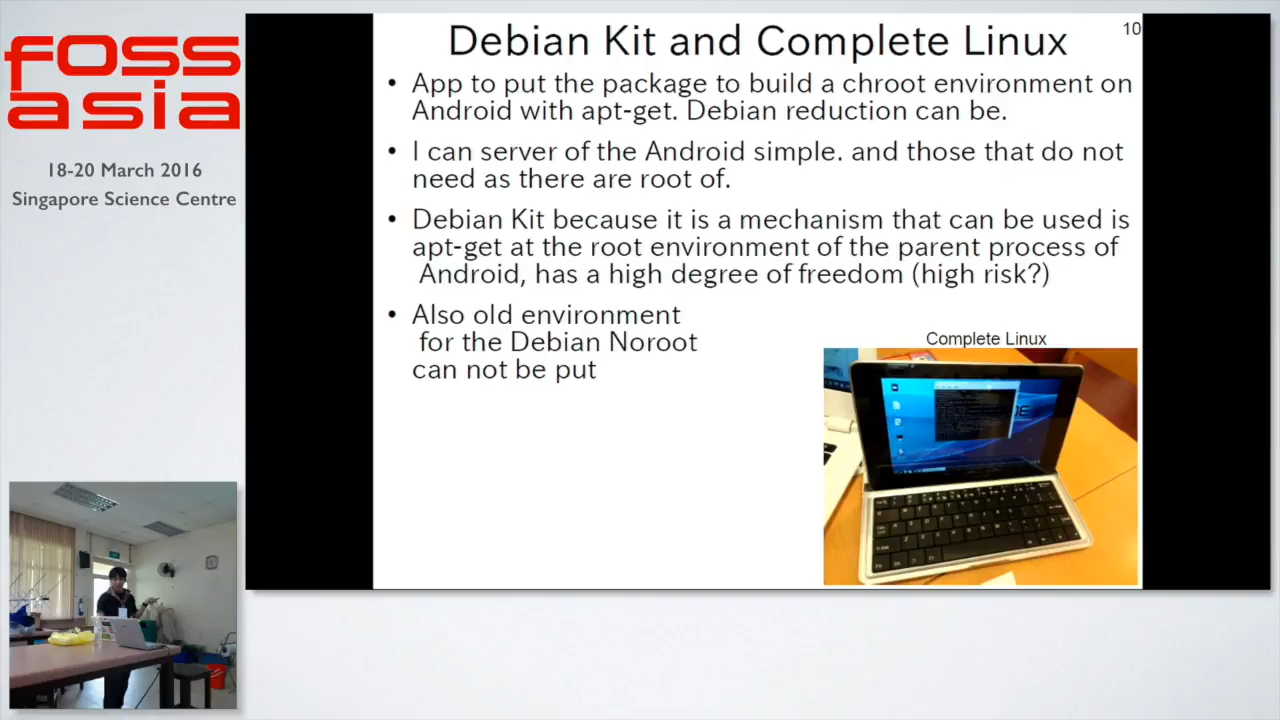 foss
asia
18-20 March 2016
Singapore Science Centre
Debian Kit and Complete Linux
10
• App to put the package to build a chroot environment on
Android with apt-get. Debian reduction can be.
• I can server of the Android simple. and those that do not
need as there are root of.
• Debian Kit because it is a mechanism that can be used is
apt-get at the root environment of the parent process of
Android, has a high degree of freedom (high risk?)
• Also old environment
for the Debian Noroot
can not be put
Complete Linux